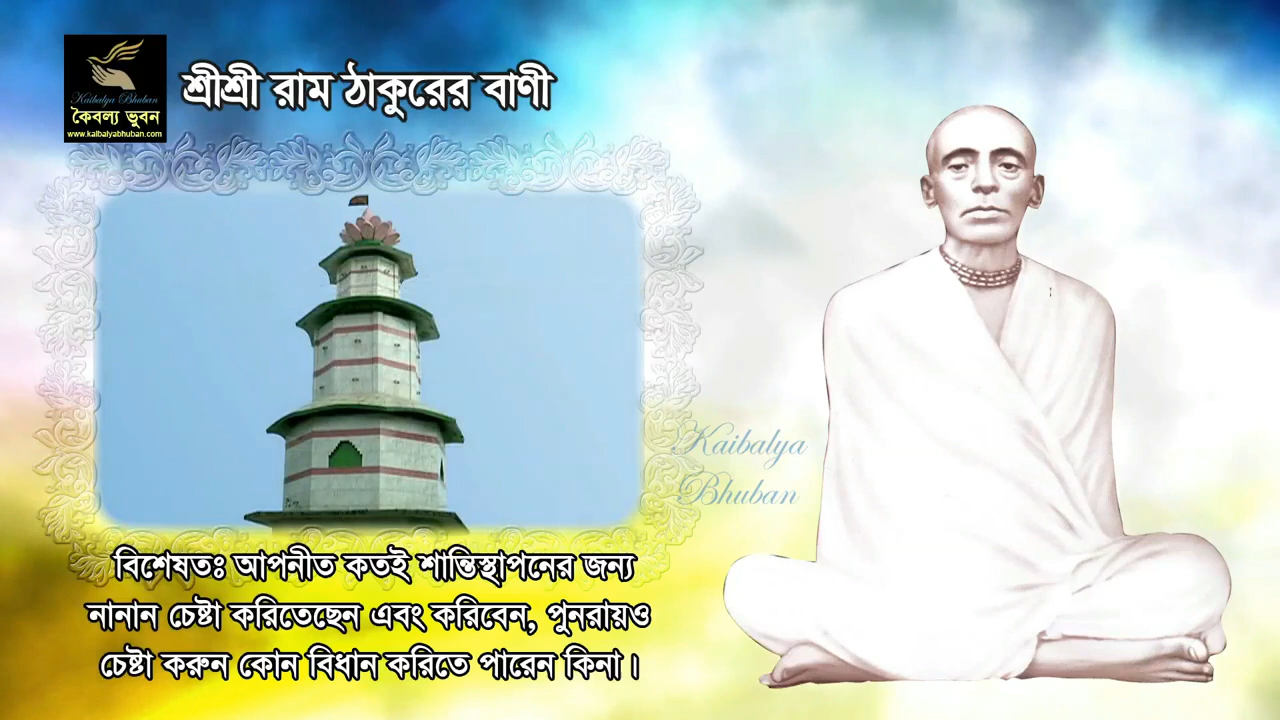 Kaibalya Bhuban
কৈবল্য ভুবন
www.kaibalyabhuban.com
শ্রীশ্রী রাম ঠাকুরের বাণী
Kaibalya
Bhuban
বিশেষতঃ আপনীত কতই শান্তিস্থাপনের জন্য
নানান চেষ্টা করিতেছেন এবং করিবেন, পূনরায়ও
চেষ্টা করুন কোন বিধান করিতে পারেন কিনা।